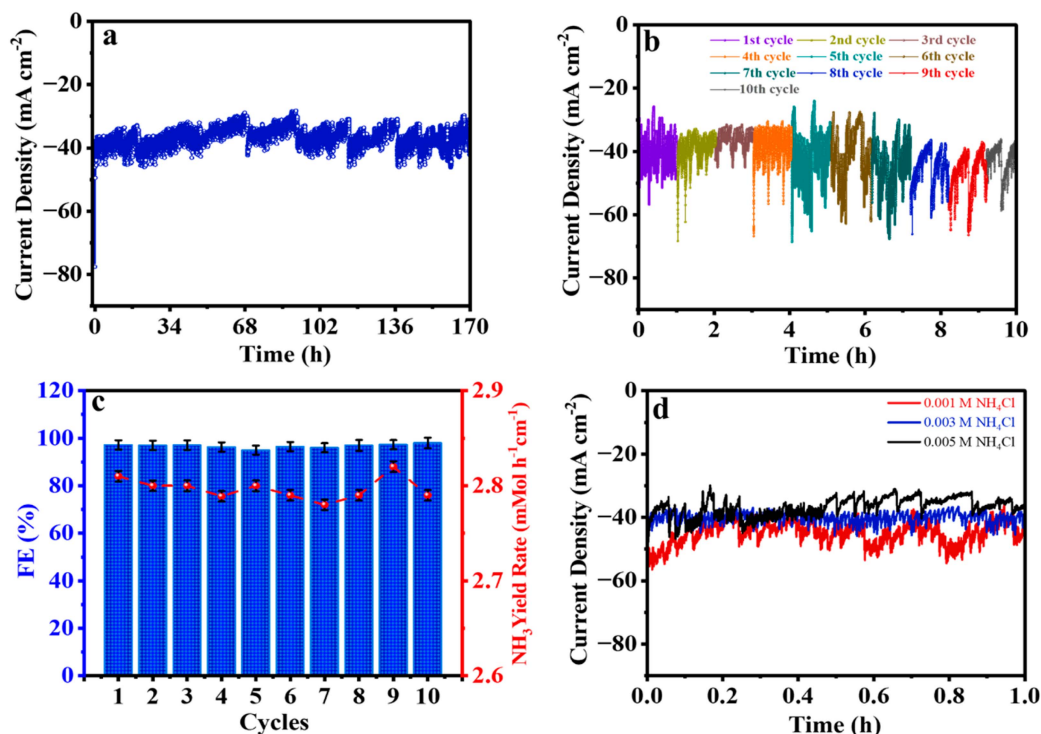 a
Current Density (mA cm⁻²)
0
−20
−40
−60
−80
0 34 68 102 136 170
Time (h)
b
Current Density (mA cm⁻²)
0
−20
−40
−60
−80
1st cycle 2nd cycle 3rd cycle
4th cycle 5th cycle 6th cycle
7th cycle 8th cycle 9th cycle
10th cycle
0 2 4 6 8 10
Time (h)
c
FE (%)
120
100
80
60
40
20
0
2.9
2.8
2.7
2.6
NH₃ Yield Rate (mMol h⁻¹ cm⁻¹)
1 2 3 4 5 6 7 8 9 10
Cycles
d
Current Density (mA cm⁻²)
0
−20
−40
−60
−80
0.001 M NH₄Cl
0.003 M NH₄Cl
0.005 M NH₄Cl
0.0 0.2 0.4 0.6 0.8 1.0
Time (h)